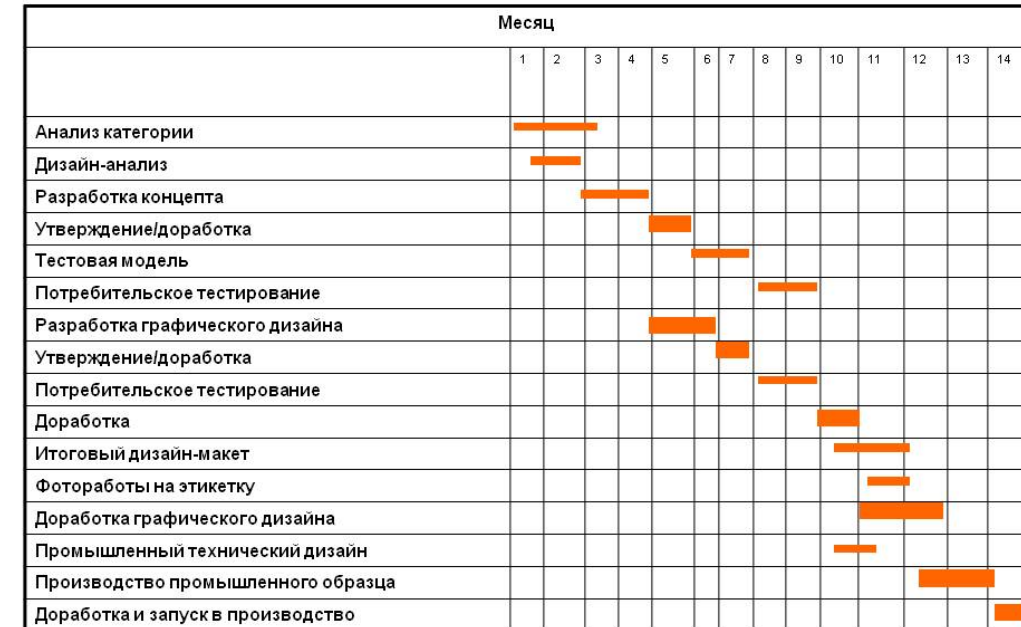 Месяц
1 2 3 4 5 6 7 8 9 10 11 12 13 14
Анализ категории
Дизайн-анализ
Разработка концепта
Утверждение/доработка
Тестовая модель
Потребительское тестирование
Разработка графического дизайна
Утверждение/доработка
Потребительское тестирование
Доработка
Итоговый дизайн-макет
Фотоработы на этикетку
Доработка графического дизайна
Промышленный технический дизайн
Производство промышленного образца
Доработка и запуск в производство